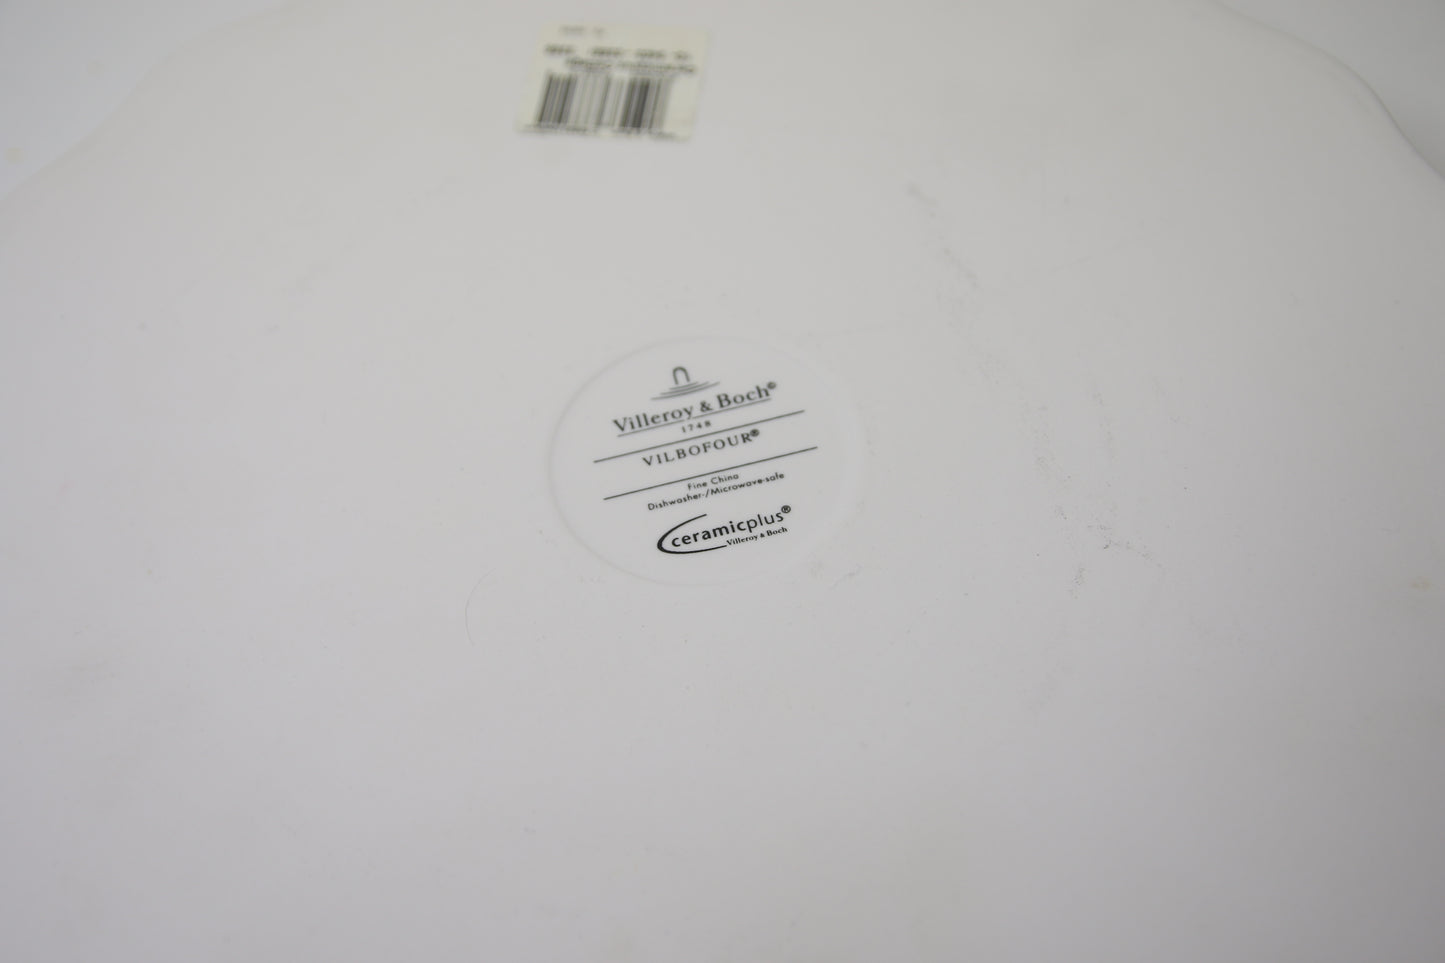 Villeroy & Boch©
1748
VILBOFOUR®
Fine China
Dishwasher-/Microwave-safe
ceramicplus®
Villeroy & Boch